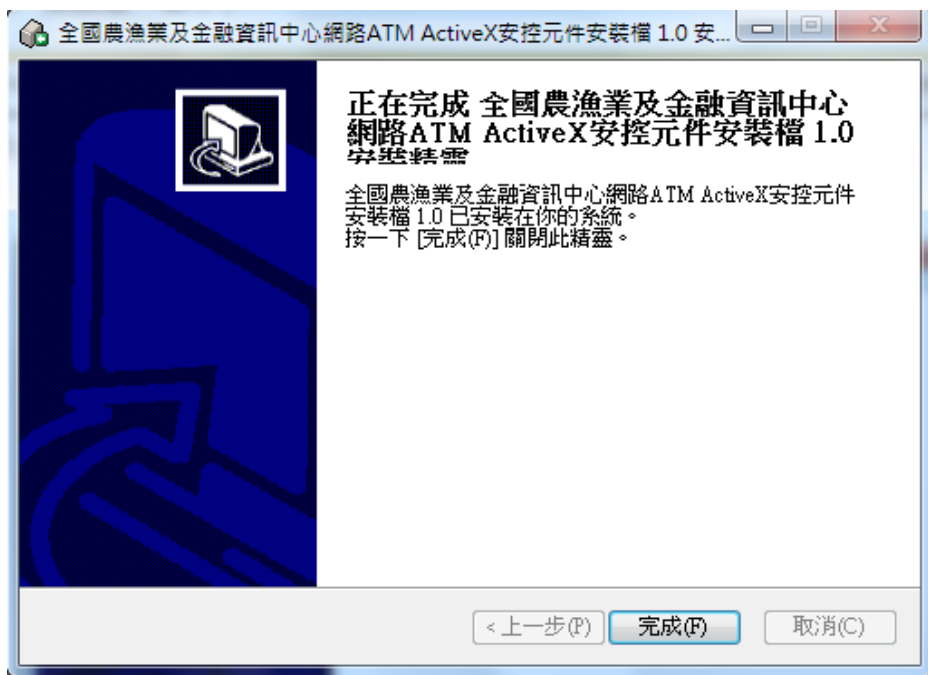 全國農漁業及金融資訊中心網路ATM ActiveX安控元件安裝檔 1.0 安...
正在完成 全國農漁業及金融資訊中心
網路ATM ActiveX安控元件安裝檔 1.0
安裝精靈
全國農漁業及金融資訊中心網路ATM ActiveX安控元件
安裝檔 1.0 已安裝在你的系統。
按一下 [完成(F)] 關閉此精靈。
<上一步(P) 完成(F) 取消(C)